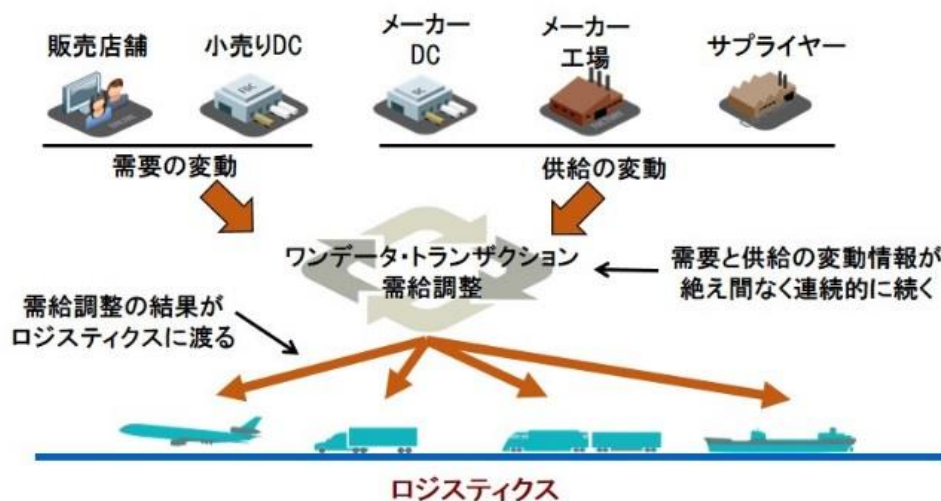 販売店舗
小売りDC
メーカー
DC
メーカー
工場
サプライヤー
需要の変動
供給の変動
ワンデータ・トランザクション
需給調整
需要と供給の変動情報が
絶え間なく連続的に続く
需給調整の結果が
ロジスティクスに渡る
ロジスティクス